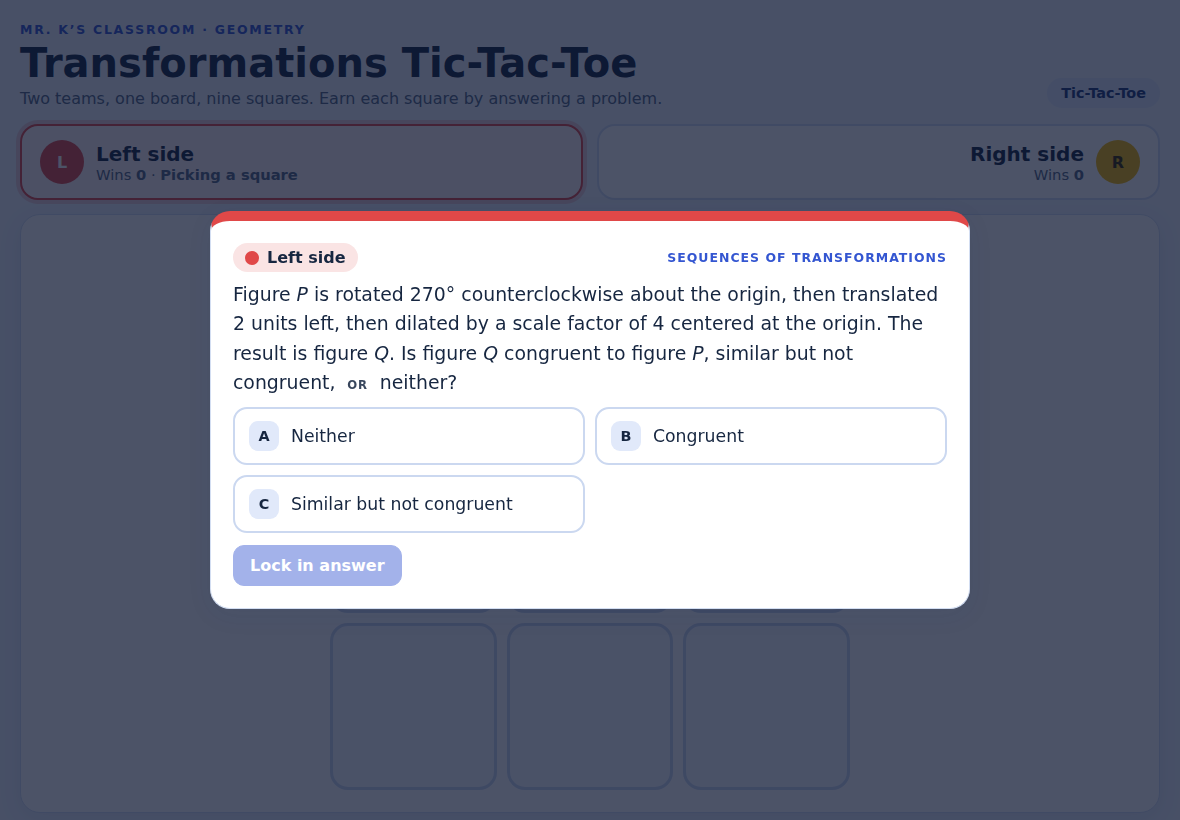 MR. K’S CLASSROOM · GEOMETRY
Transformations Tic-Tac-Toe
Two teams, one board, nine squares. Earn each square by answering a problem.
Tic-Tac-Toe
L
Left side
Wins 0 · Picking a square
Right side
Wins 0
R
Left side
SEQUENCES OF TRANSFORMATIONS
Figure P is rotated 270° counterclockwise about the origin, then translated
2 units left, then dilated by a scale factor of 4 centered at the origin. The
result is figure Q. Is figure Q congruent to figure P, similar but not
congruent, OR neither?
A Neither
B Congruent
C Similar but not congruent
Lock in answer